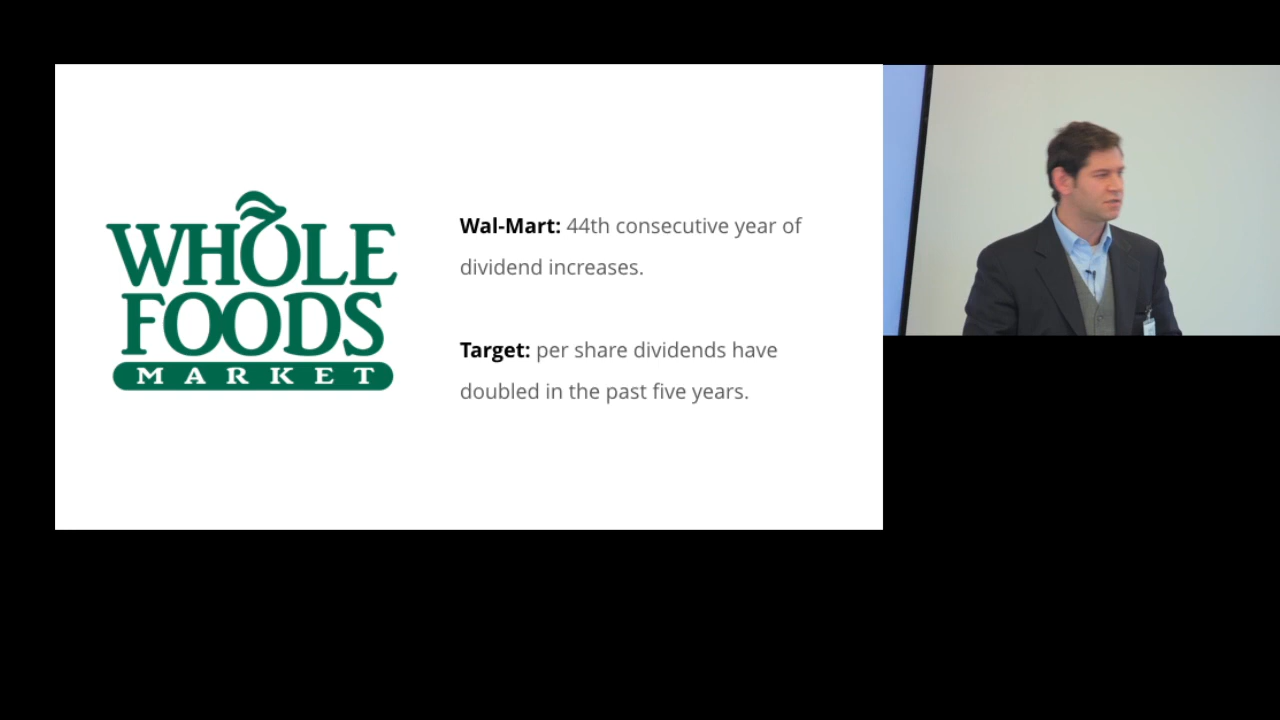 WHOLE
FOODS
MARKET
Wal-Mart: 44th consecutive year of
dividend increases.
Target: per share dividends have
doubled in the past five years.